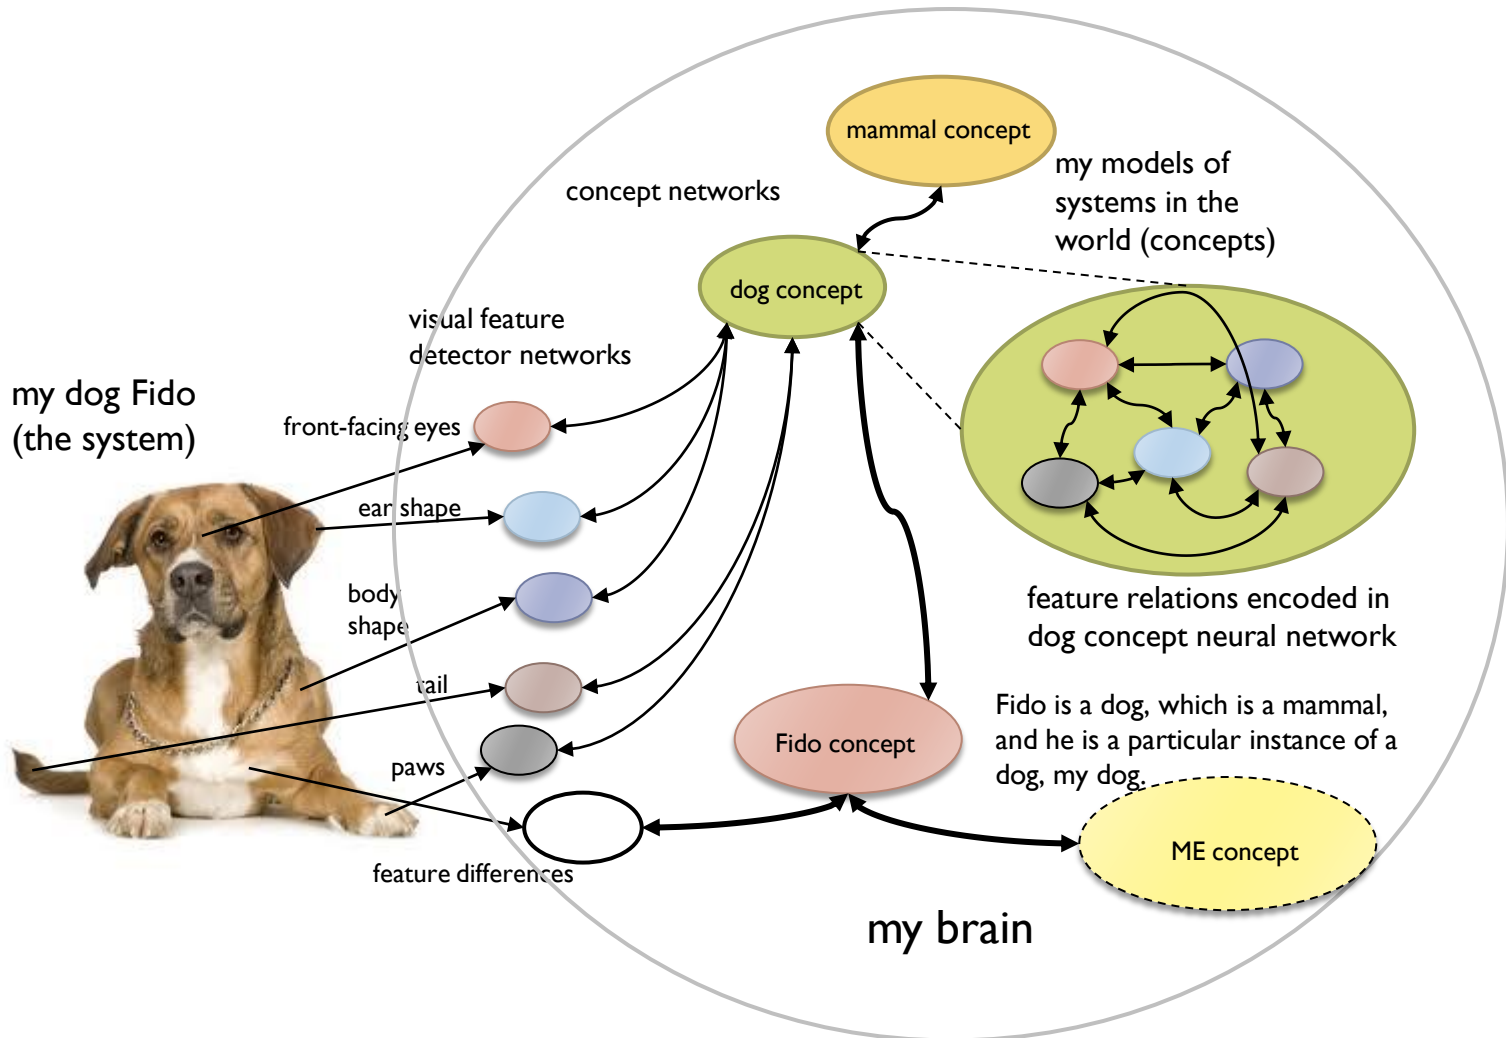 mammal concept
my models of
systems in the
world (concepts)
concept networks
dog concept
visual feature
detector networks
my dog Fido
(the system)
front-facing eyes
ear shape
body
shape
tail
paws
feature differences
feature relations encoded in
dog concept neural network
Fido is a dog, which is a mammal,
and he is a particular instance of a
dog, my dog.
Fido concept
ME concept
my brain